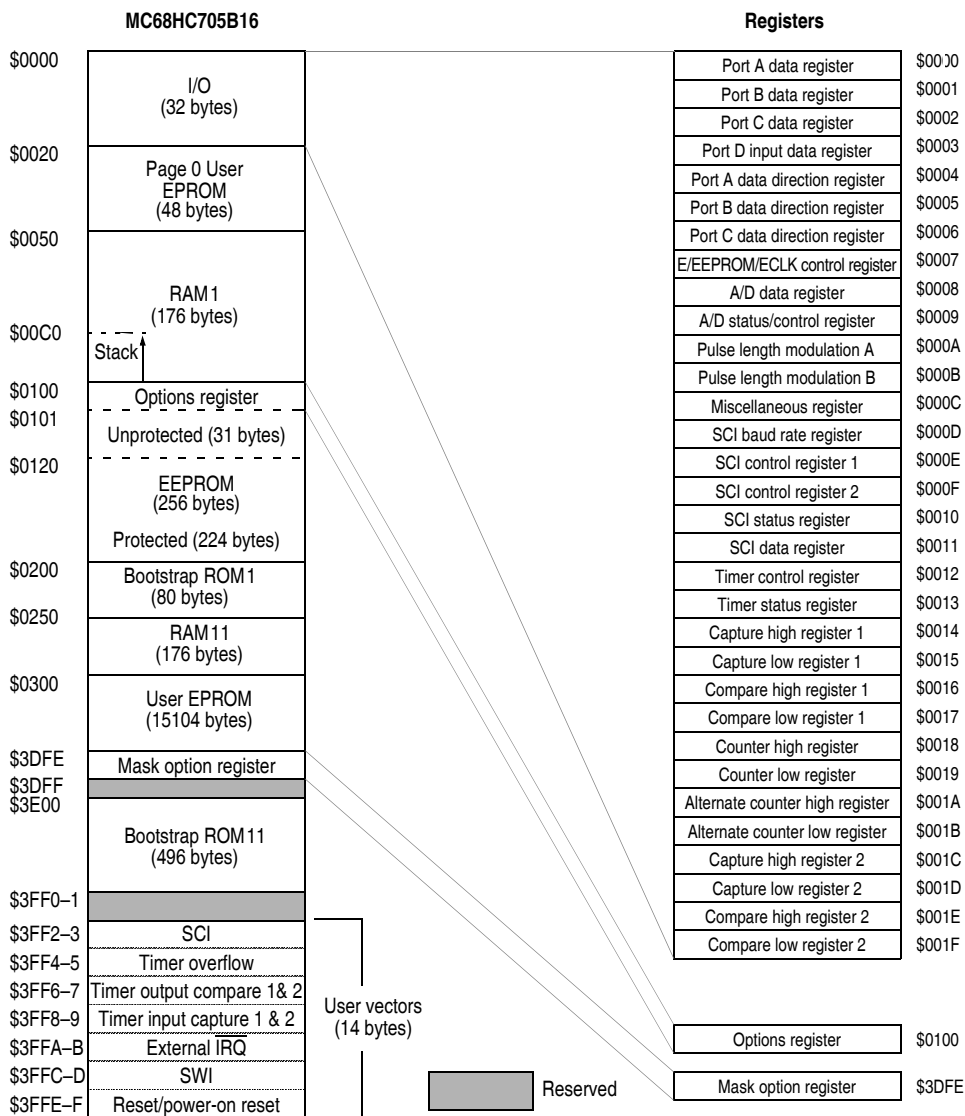 MC68HC705B16
$0000
I/O
(32 bytes)
$0020
Page 0 User
EPROM
(48 bytes)
$0050
RAM1
(176 bytes)
$00C0
Stack
$0100
Options register
$0101
Unprotected (31 bytes)
$0120
EEPROM
(256 bytes)
Protected (224 bytes)
$0200
Bootstrap ROM1
(80 bytes)
$0250
RAM11
(176 bytes)
$0300
User EPROM
(15104 bytes)
$3DFE
Mask option register
$3DFF
$3E00
Bootstrap ROM11
(496 bytes)
$3FF0–1
$3FF2–3 SCI
$3FF4–5 Timer overflow
$3FF6–7 Timer output compare 1& 2
$3FF8–9 Timer input capture 1 & 2
$3FFA–B External IRQ
$3FFC–D SWI
$3FFE–F Reset/power-on reset
User vectors
(14 bytes)
Reserved
Registers
Port A data register $0000
Port B data register $0001
Port C data register $0002
Port D input data register $0003
Port A data direction register $0004
Port B data direction register $0005
Port C data direction register $0006
E/EEPROM/ECLK control register $0007
A/D data register $0008
A/D status/control register $0009
Pulse length modulation A $000A
Pulse length modulation B $000B
Miscellaneous register $000C
SCI baud rate register $000D
SCI control register 1 $000E
SCI control register 2 $000F
SCI status register $0010
SCI data register $0011
Timer control register $0012
Timer status register $0013
Capture high register 1 $0014
Capture low register 1 $0015
Compare high register 1 $0016
Compare low register 1 $0017
Counter high register $0018
Counter low register $0019
Alternate counter high register $001A
Alternate counter low register $001B
Capture high register 2 $001C
Capture low register 2 $001D
Compare high register 2 $001E
Compare low register 2 $001F
Options register $0100
Mask option register $3DFE